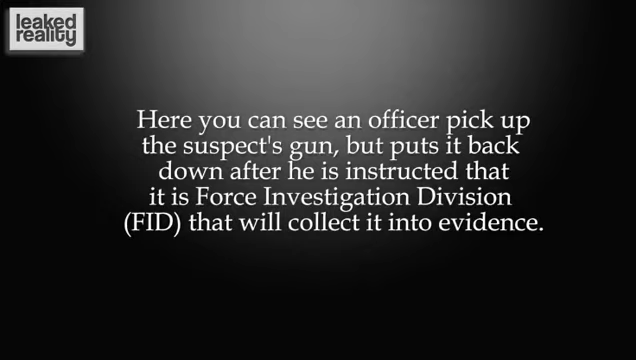 leaked
reality
Here you can see an officer pick up
the suspect's gun, but puts it back
down after he is instructed that
it is Force Investigation Division
(FID) that will collect it into evidence.